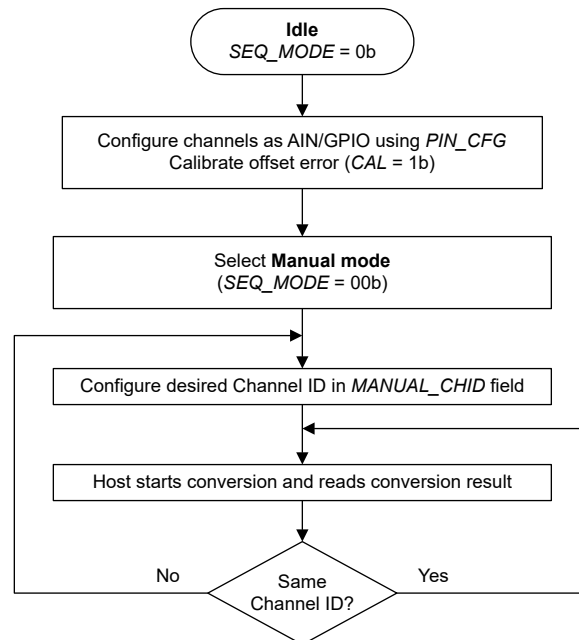 Idle
SEQ_MODE = 0b
Configure channels as AIN/GPIO using PIN_CFG
Calibrate offset error (CAL = 1b)
Select Manual mode
(SEQ_MODE = 00b)
Configure desired Channel ID in MANUAL_CHID field
Host starts conversion and reads conversion result
No
Same
Channel ID?
Yes